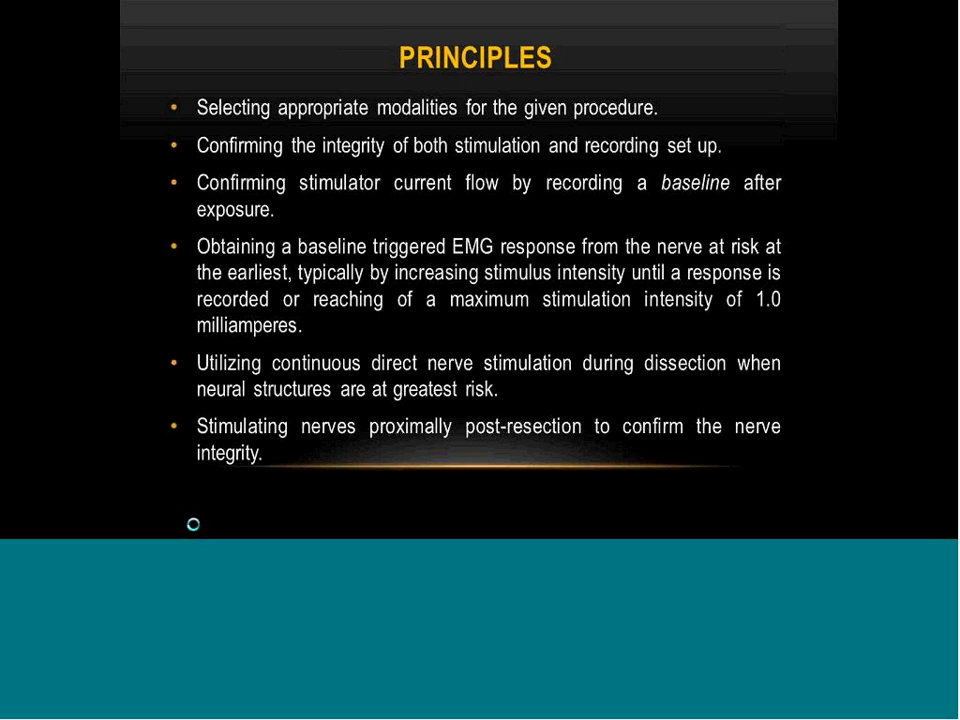 PRINCIPLES
• Selecting appropriate modalities for the given procedure.
• Confirming the integrity of both stimulation and recording set up.
• Confirming stimulator current flow by recording a baseline after
exposure.
• Obtaining a baseline triggered EMG response from the nerve at risk at
the earliest, typically by increasing stimulus intensity until a response is
recorded or reaching of a maximum stimulation intensity of 1.0
milliamperes.
• Utilizing continuous direct nerve stimulation during dissection when
neural structures are at greatest risk.
• Stimulating nerves proximally post-resection to confirm the nerve
integrity.